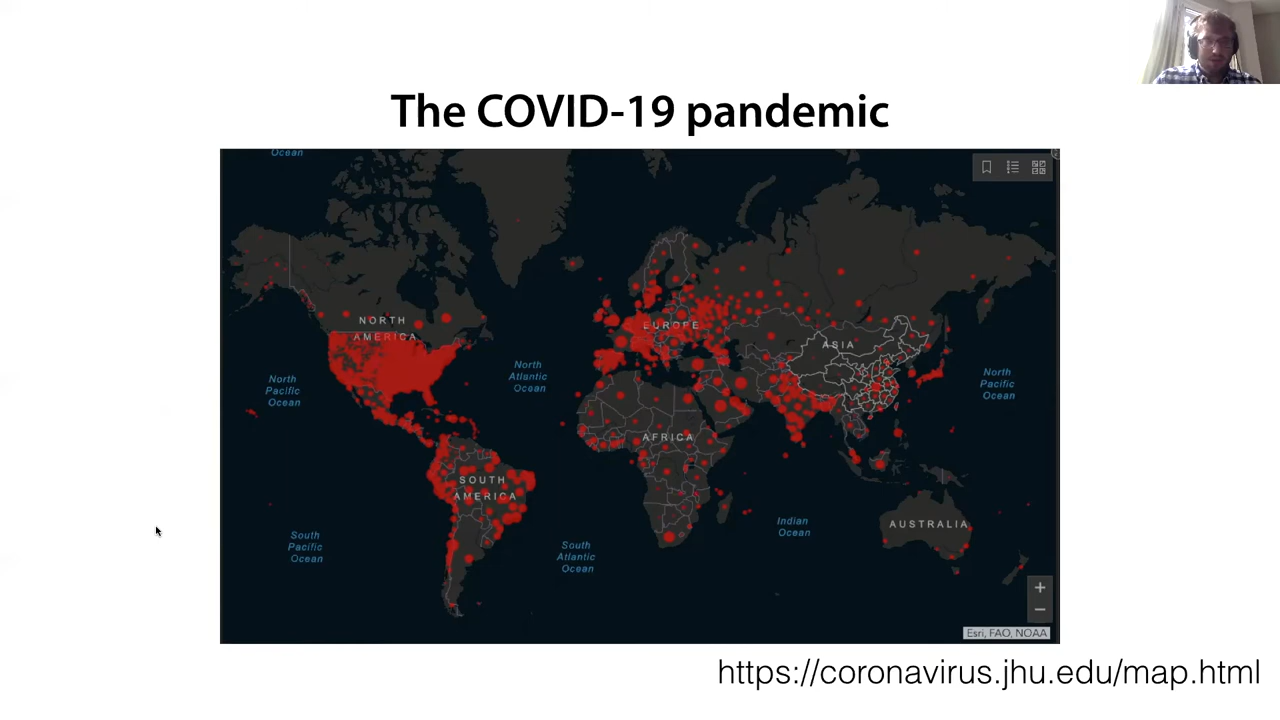 The COVID-19 pandemic
Ocean
NORTH
AMERICA
EUROPE
ASIA
North
Pacific
Ocean
North
Atlantic
Ocean
North
Pacific
Ocean
AFRICA
SOUTH
AMERICA
AUSTRALIA
Indian
Ocean
South
Pacific
Ocean
South
Atlantic
Ocean
+
−
Esri, FAO, NOAA
https://coronavirus.jhu.edu/map.html